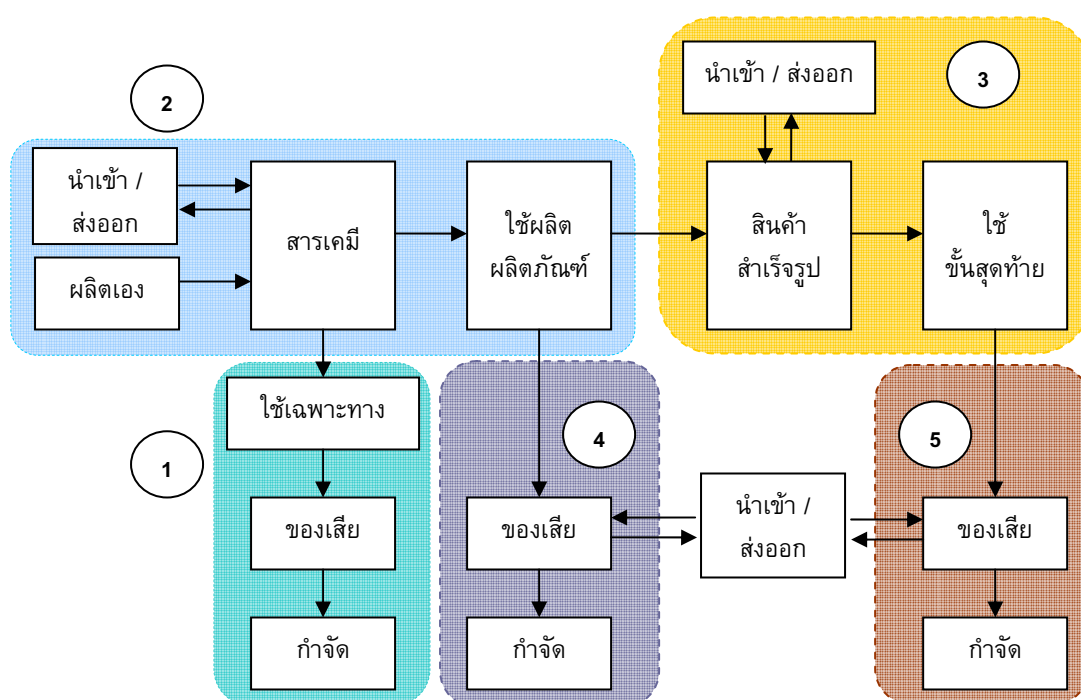 2
นำเข้า /
ส่งออก
ผลิตเอง
สารเคมี
ใช้ผลิต
ผลิตภัณฑ์
นำเข้า / ส่งออก
3
สินค้า
สำเร็จรูป
ใช้
ขั้นสุดท้าย
1
ใช้เฉพาะทาง
ของเสีย
กำจัด
4
ของเสีย
กำจัด
นำเข้า /
ส่งออก
5
ของเสีย
กำจัด